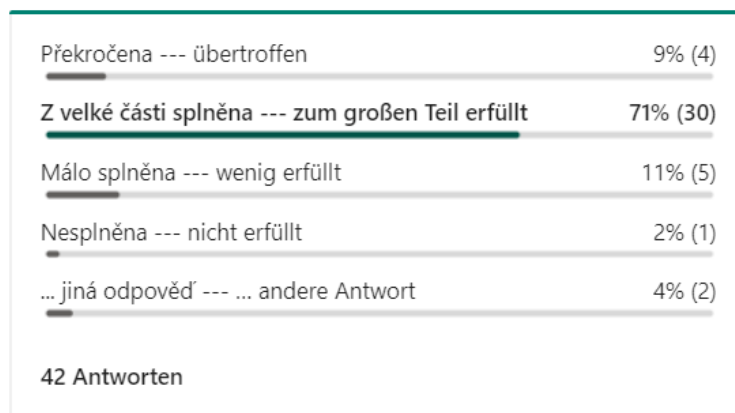 Překročena --- übertroffen 9% (4)
Z velké části splněna --- zum großen Teil erfüllt 71% (30)
Málo splněna --- wenig erfüllt 11% (5)
Nesplněna --- nicht erfüllt 2% (1)
... jiná odpověď --- ... andere Antwort 4% (2)
42 Antworten